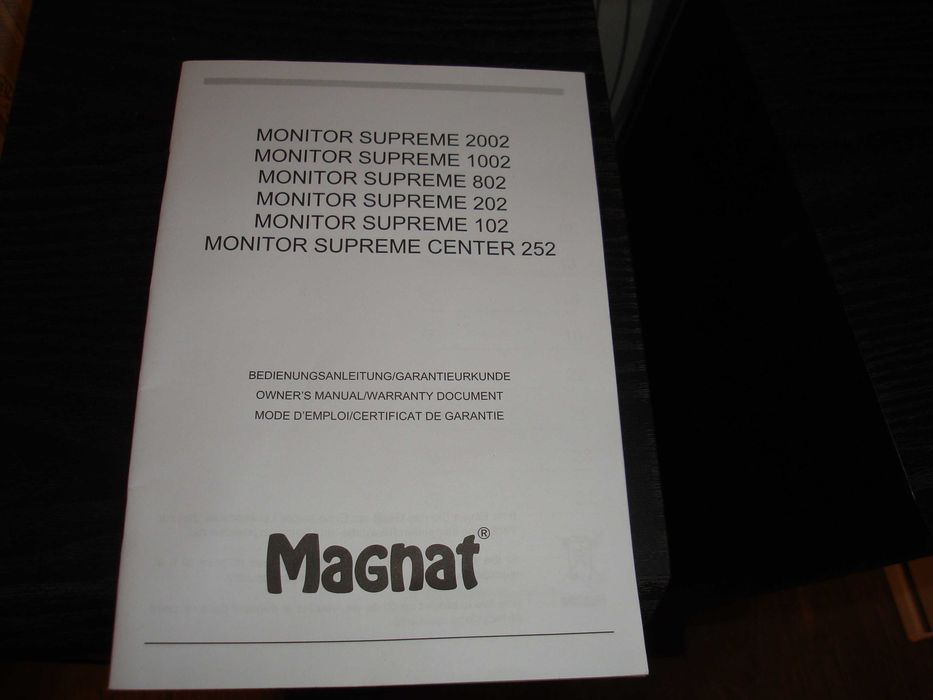 MONITOR SUPREME 2002
MONITOR SUPREME 1002
MONITOR SUPREME 802
MONITOR SUPREME 202
MONITOR SUPREME 102
MONITOR SUPREME CENTER 252
BEDIENUNGSANLEITUNG/GARANTIEURKUNDE
OWNER'S MANUAL/WARRANTY DOCUMENT
MODE D'EMPLOI/CERTIFICAT DE GARANTIE
Magnat®